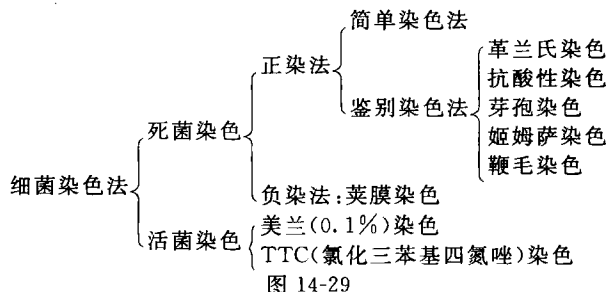 简单染色法
正染法
革兰氏染色
抗酸性染色
鉴别染色法
芽孢染色
姬姆萨染色
鞭毛染色
死菌染色
细菌染色法
负染法:荚膜染色
活菌染色
美兰(0.1%)染色
TTC(氯化三苯基四氮唑)染色
图 14-29